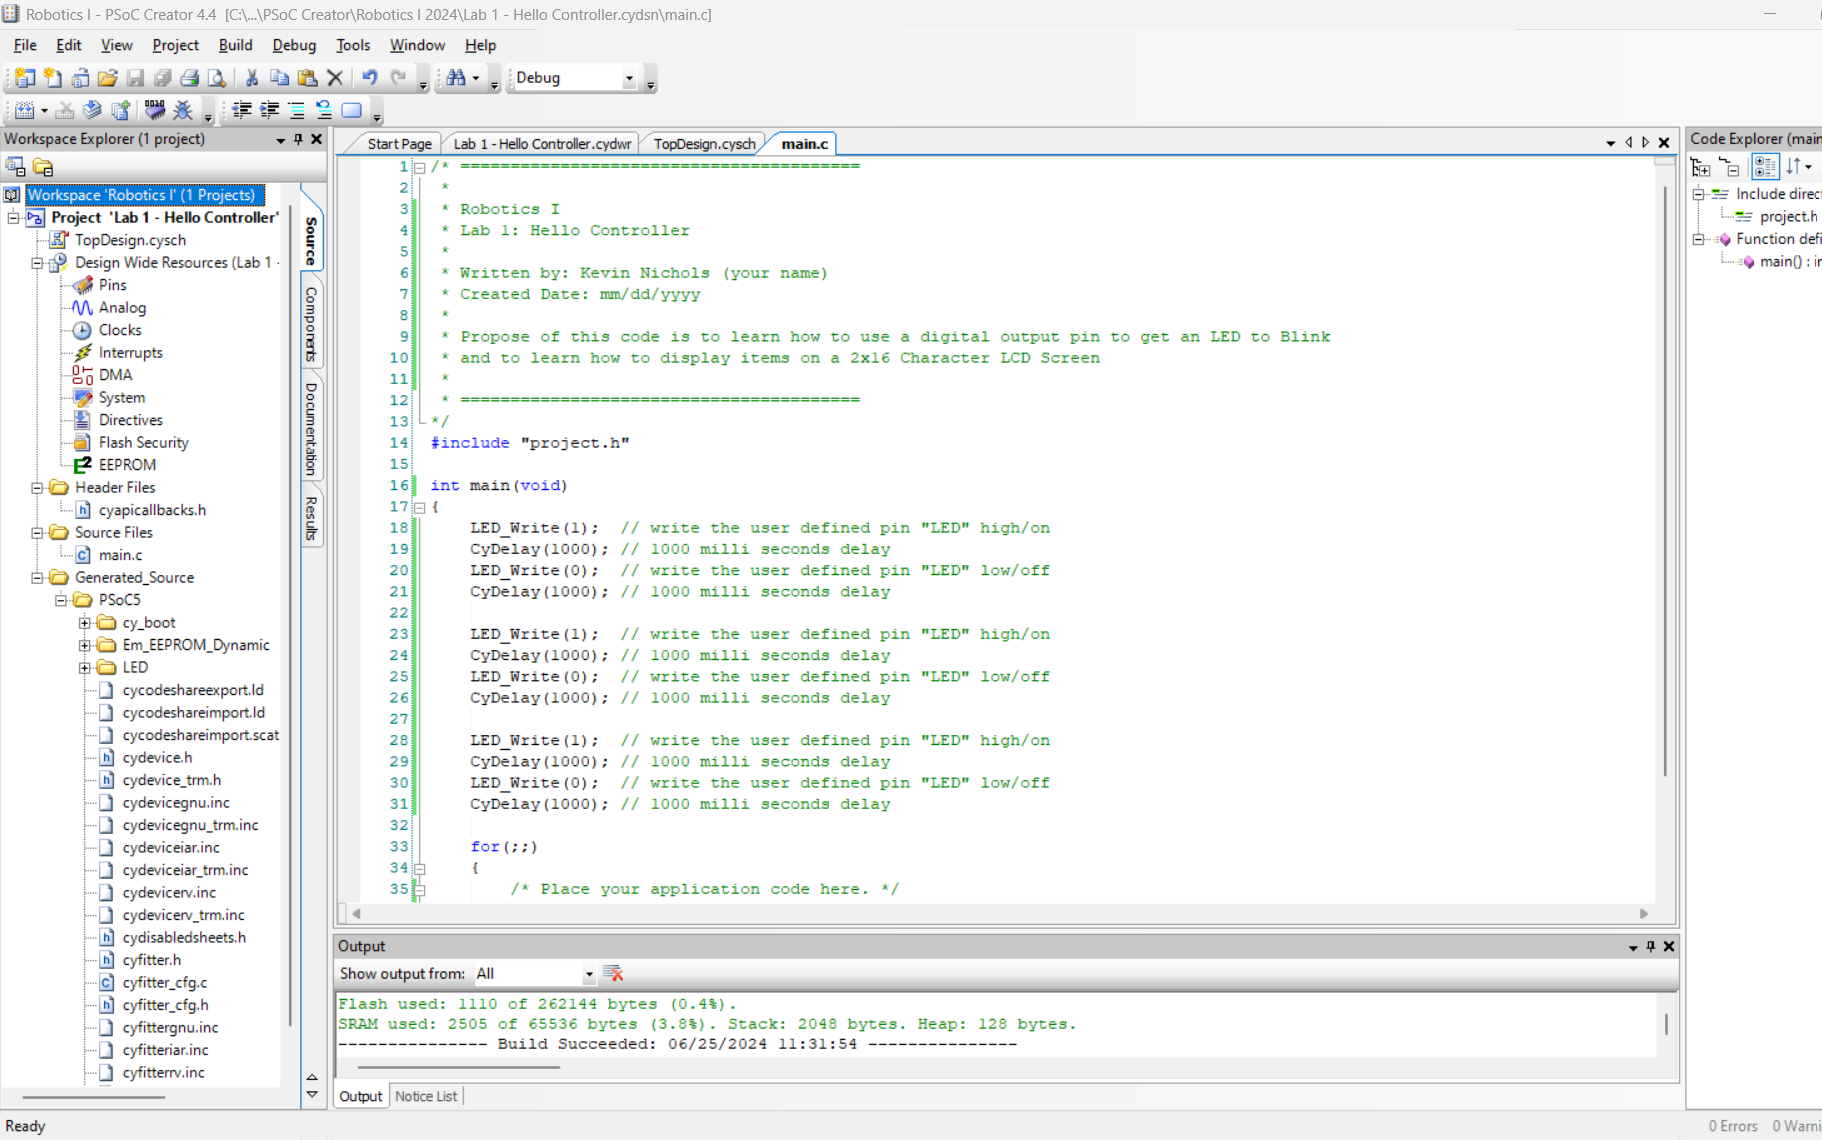 Robotics I - PSoC Creator 4.4 [C:\...\PSoC Creator\Robotics I 2024\Lab 1 - Hello Controller.cydsn\main.c]
File Edit View Project Build Debug Tools Window Help
Debug
Workspace Explorer (1 project)
Workspace 'Robotics I' (1 Projects)
Project 'Lab 1 - Hello Controller'
TopDesign.cysch
Design Wide Resources (Lab 1 -
Pins
Analog
Clocks
Interrupts
DMA
System
Directives
Flash Security
EEPROM
Header Files
cyapicallbacks.h
Source Files
main.c
Generated_Source
PSoC5
cy_boot
Em_EEPROM_Dynamic
LED
cycodeshareexport.ld
cycodeshareimport.ld
cycodeshareimport.scat
cydevice.h
cydevice_trm.h
cydevicegnu.inc
cydevicegnu_trm.inc
cydeviceiar.inc
cydeviceiar_trm.inc
cydevicerv.inc
cydevicerv_trm.inc
cydisabledsheets.h
cyfitter.h
cyfitter_cfg.c
cyfitter_cfg.h
cyfittergnu.inc
cyfitteriar.inc
cyfitterrv.inc
Source
Components
Documentation
Results
Start Page Lab 1 - Hello Controller.cydwr TopDesign.cysch main.c
1 /* ========================================
2 *
3 * Robotics I
4 * Lab 1: Hello Controller
5 *
6 * Written by: Kevin Nichols (your name)
7 * Created Date: mm/dd/yyyy
8 *
9 * Propose of this code is to learn how to use a digital output pin to get an LED to Blink
10 * and to learn how to display items on a 2x16 Character LCD Screen
11 *
12 * ========================================
13 */
14 #include "project.h"
15
16 int main(void)
17 {
18 LED_Write(1); // write the user defined pin "LED" high/on
19 CyDelay(1000); // 1000 milli seconds delay
20 LED_Write(0); // write the user defined pin "LED" low/off
21 CyDelay(1000); // 1000 milli seconds delay
22
23 LED_Write(1); // write the user defined pin "LED" high/on
24 CyDelay(1000); // 1000 milli seconds delay
25 LED_Write(0); // write the user defined pin "LED" low/off
26 CyDelay(1000); // 1000 milli seconds delay
27
28 LED_Write(1); // write the user defined pin "LED" high/on
29 CyDelay(1000); // 1000 milli seconds delay
30 LED_Write(0); // write the user defined pin "LED" low/off
31 CyDelay(1000); // 1000 milli seconds delay
32
33 for(;;)
34 {
35 /* Place your application code here. */
Output
Show output from: All
Flash used: 1110 of 262144 bytes (0.4%).
SRAM used: 2505 of 65536 bytes (3.8%). Stack: 2048 bytes. Heap: 128 bytes.
--------------- Build Succeeded: 06/25/2024 11:31:54 ---------------
Output Notice List
Code Explorer (main
Include direc
project.h
Function defi
main() : in
Ready
0 Errors 0 Warni